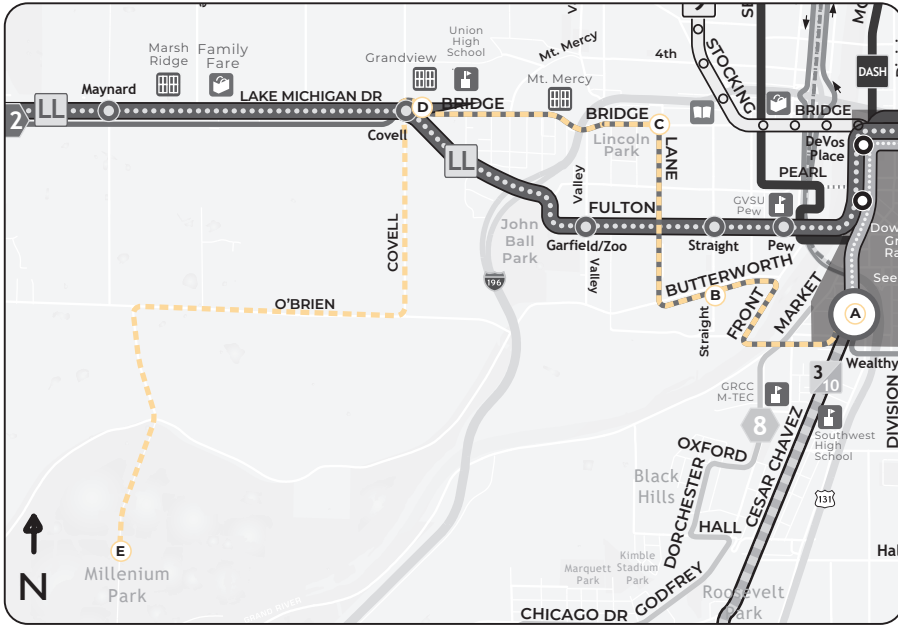 Marsh
Ridge
Family
Fare
Grandview
Union
High
School
Mt. Mercy
Mt. Mercy
4th
STOCKING
DASH
Maynard
LAKE MICHIGAN DR
2
LL
D
BRIDGE
BRIDGE
C
BRIDGE
Covell
Lincoln
Park
LANE
DeVos
Place
PEARL
LL
Valley
FULTON
GVSU
Pew
COVELL
John
Ball
Park
Garfield/Zoo
Straight
Pew
Valley
196
BUTTERWORTH
B
Straight
FRONT
MARKET
A
O'BRIEN
Wealthy
3
10
GRCC
M-TEC
8
CESAR CHAVEZ
Southwest
High
School
DIVISION
OXFORD
Black
Hills
DORCHESTER
131
HALL
E
Millenium
Park
N
Kimble
Stadium
Park
Marquett
Park
GODFREY
Roosevelt
Park
CHICAGO DR
GRAND RIVER